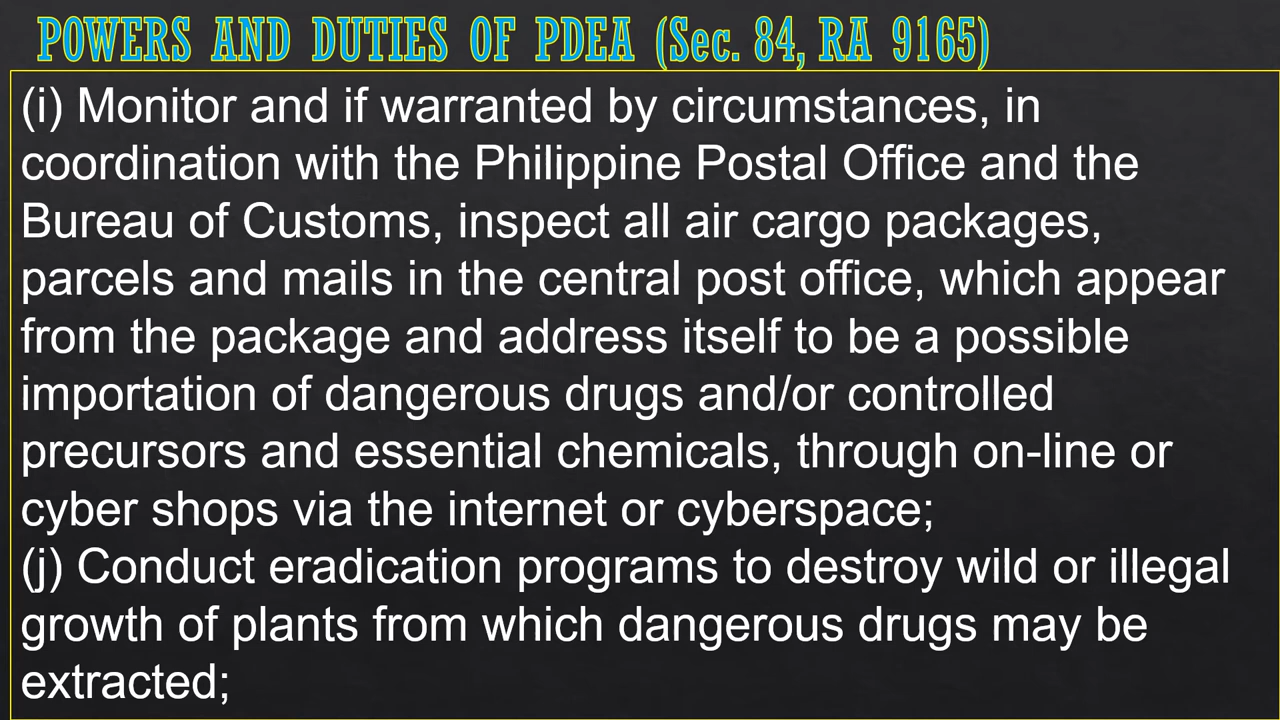 POWERS AND DUTIES OF PDEA (Sec. 84, RA 9165)
(i) Monitor and if warranted by circumstances, in
coordination with the Philippine Postal Office and the
Bureau of Customs, inspect all air cargo packages,
parcels and mails in the central post office, which appear
from the package and address itself to be a possible
importation of dangerous drugs and/or controlled
precursors and essential chemicals, through on-line or
cyber shops via the internet or cyberspace;
(j) Conduct eradication programs to destroy wild or illegal
growth of plants from which dangerous drugs may be
extracted;